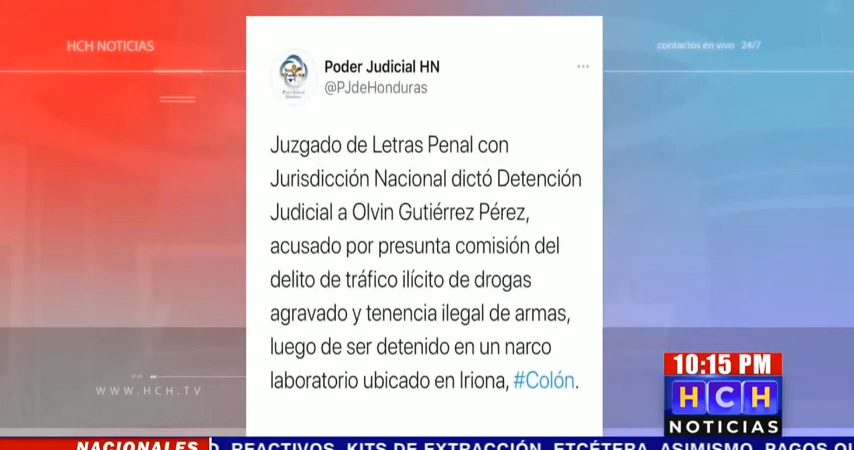 HCH NOTICIAS
contactos en vivo 24/7
Poder Judicial HN
@PJdeHonduras
Juzgado de Letras Penal con
Jurisdicción Nacional dictó Detención
Judicial a Olvin Gutiérrez Pérez,
acusado por presunta comisión del
delito de tráfico ilícito de drogas
agravado y tenencia ilegal de armas,
luego de ser detenido en un narco
laboratorio ubicado en Iriona, #Colón.
WWW.HCH.TV
10:15 PM
HCH
NOTICIAS
NACIONALES
O, REACTIVOS, KITS DE EXTRACCIÓN, ETCÉTERA, ASIMISMO, PAGOS QU